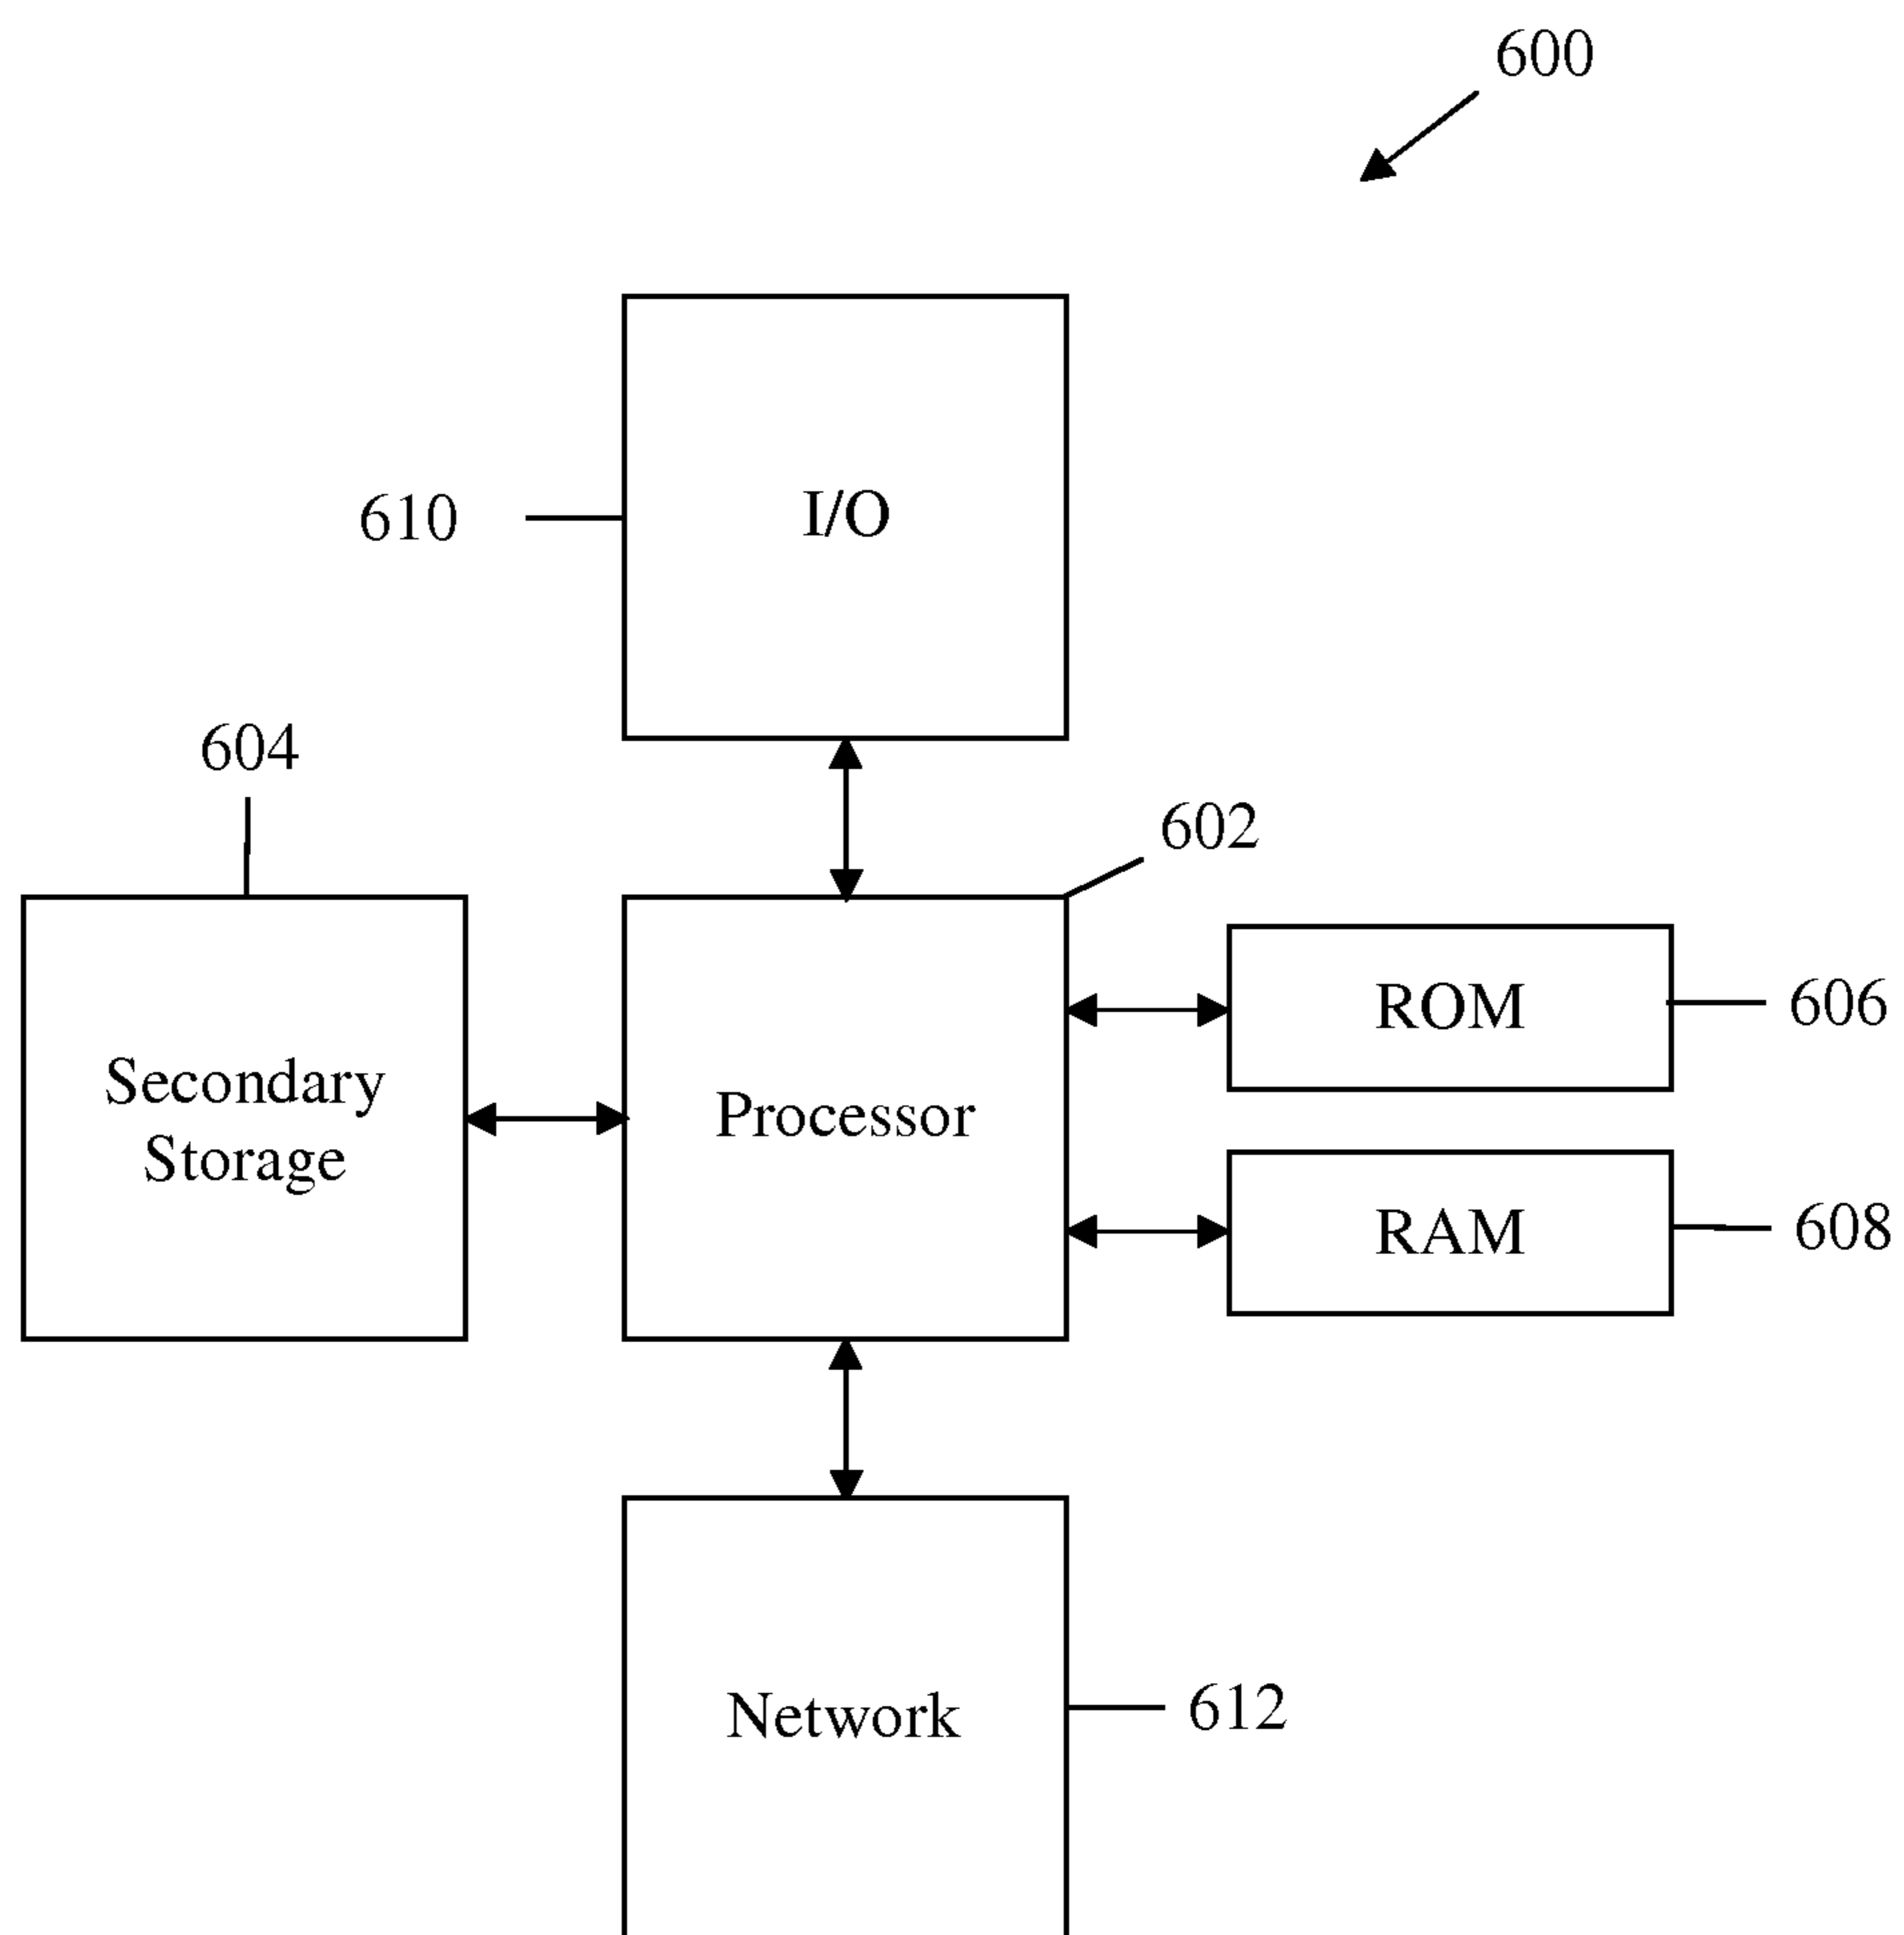 600
I/O
610
604
602
Secondary
Storage
Processor
ROM
606
RAM
608
Network
612